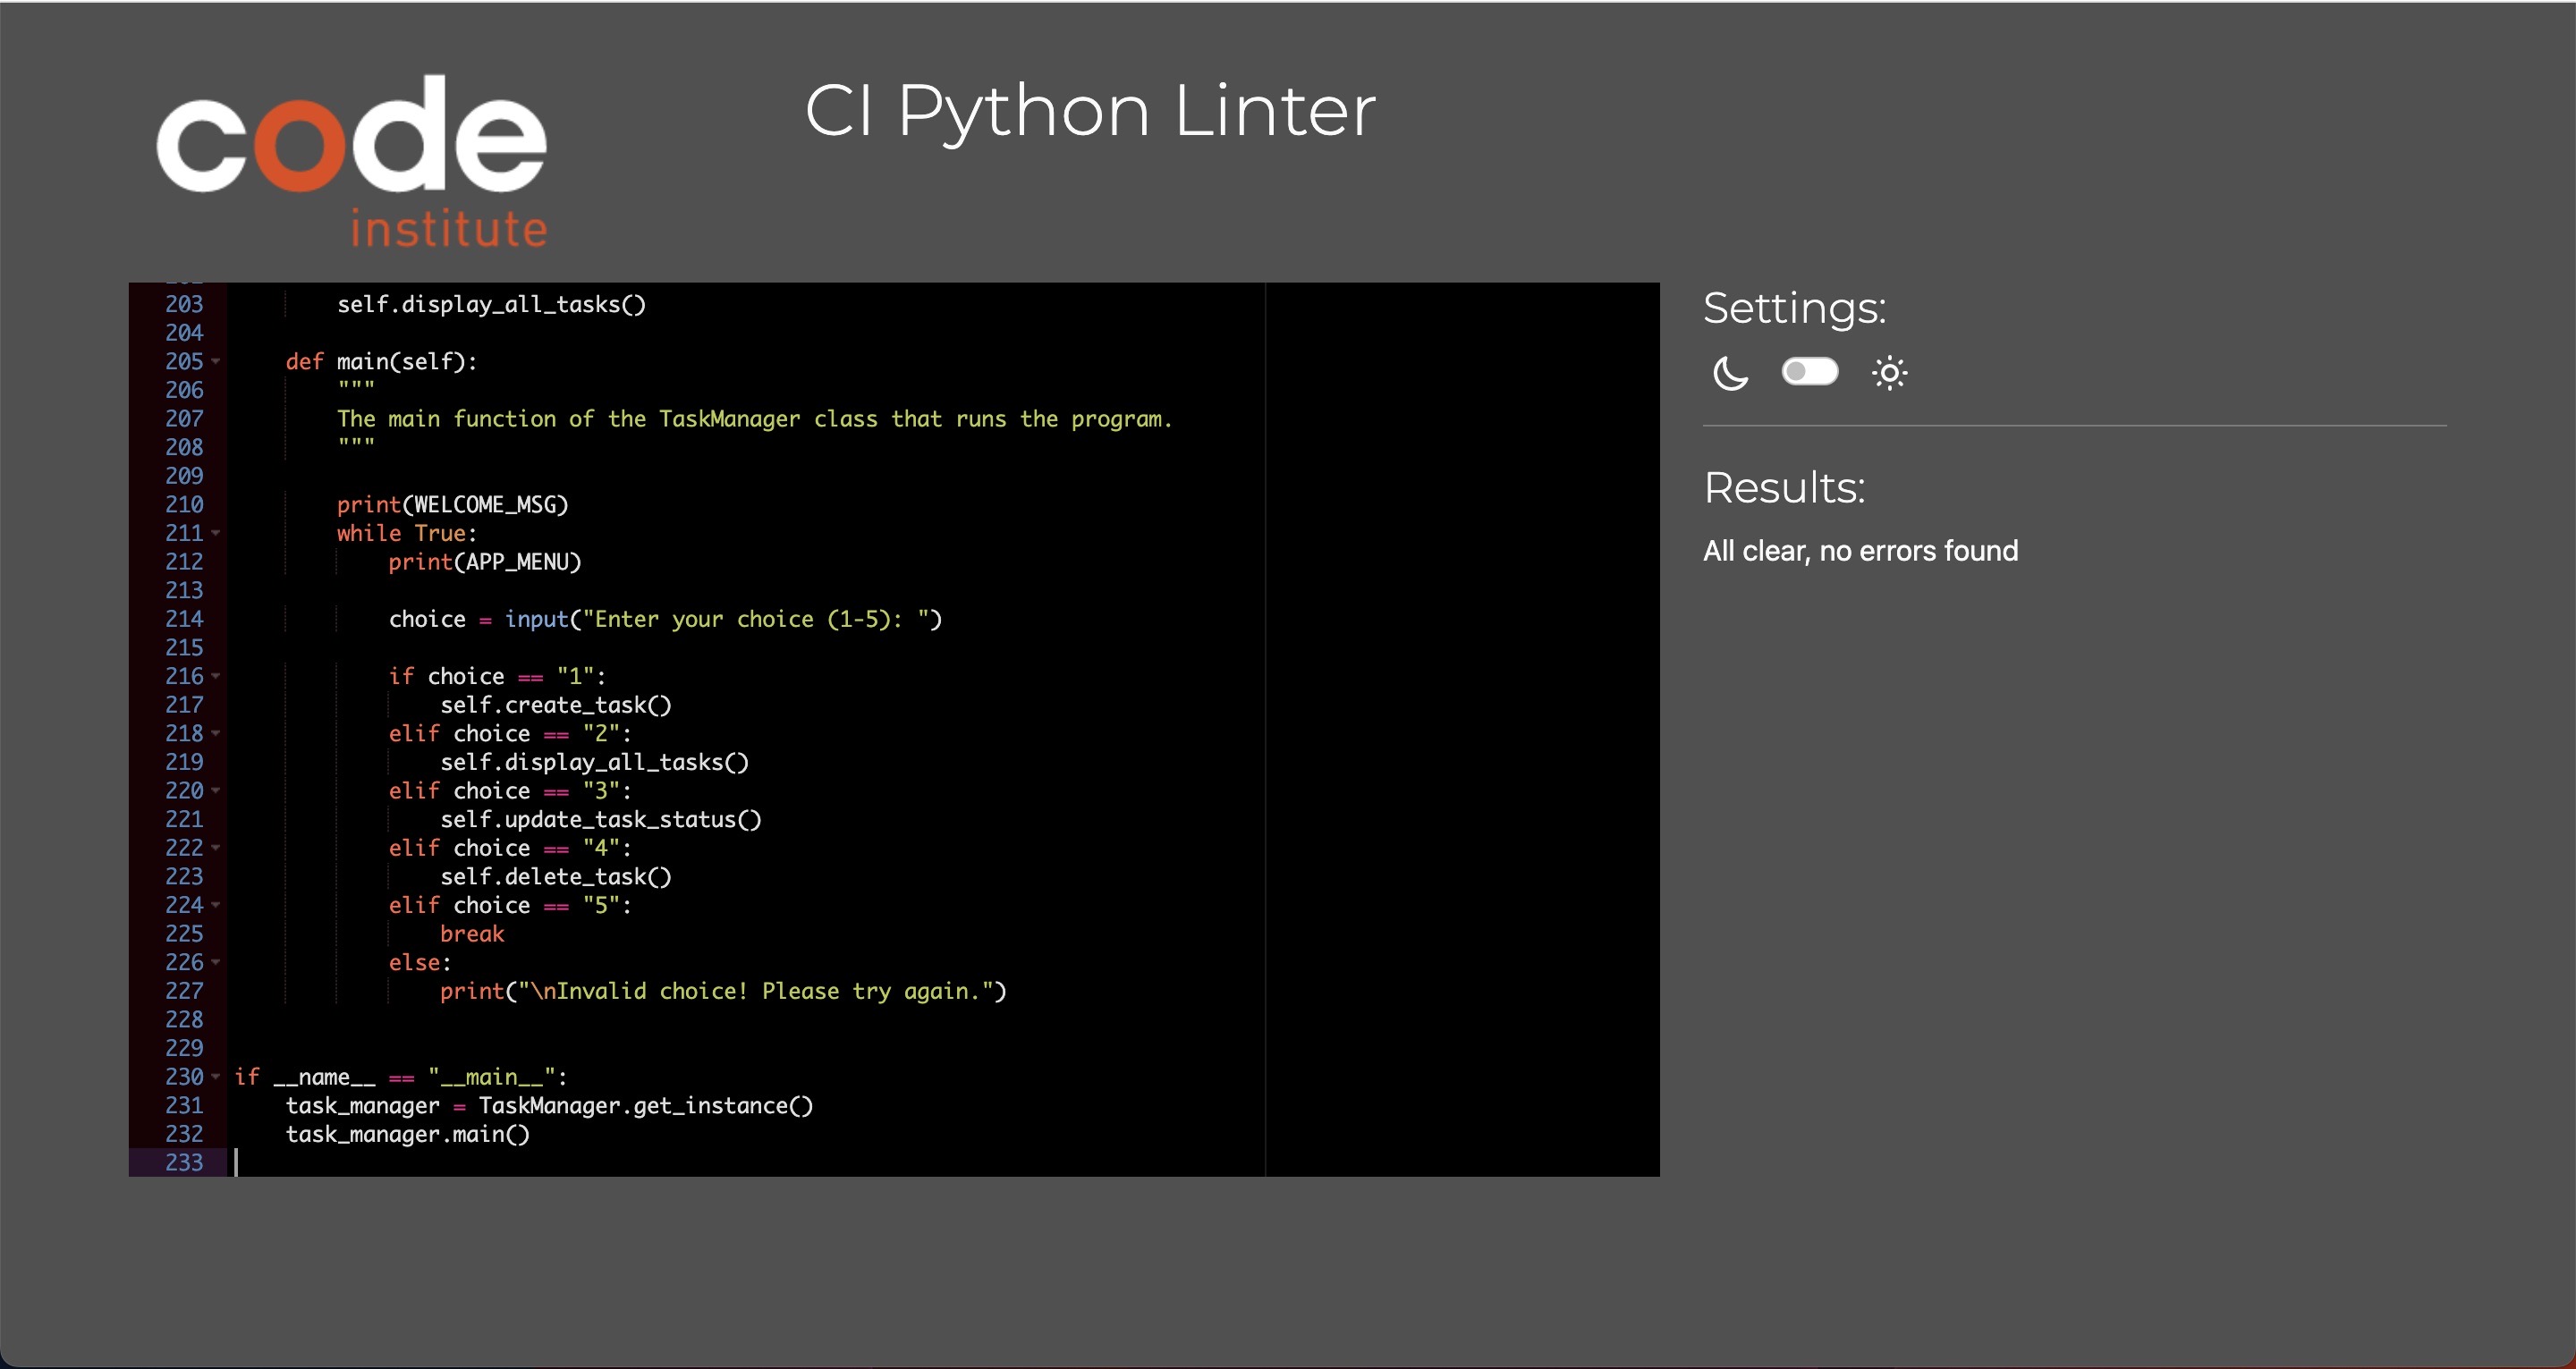 code
institute
CI Python Linter
203 self.display_all_tasks()
204
205 def main(self):
206 """
207 The main function of the TaskManager class that runs the program.
208 """
209
210 print(WELCOME_MSG)
211 while True:
212 print(APP_MENU)
213
214 choice = input("Enter your choice (1-5): ")
215
216 if choice == "1":
217 self.create_task()
218 elif choice == "2":
219 self.display_all_tasks()
220 elif choice == "3":
221 self.update_task_status()
222 elif choice == "4":
223 self.delete_task()
224 elif choice == "5":
225 break
226 else:
227 print("\nInvalid choice! Please try again.")
228
229
230 if __name__ == "__main__":
231 task_manager = TaskManager.get_instance()
232 task_manager.main()
233
Settings:
Results:
All clear, no errors found